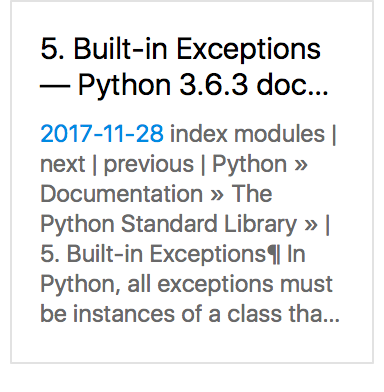 5. Built-in Exceptions
— Python 3.6.3 doc...
2017-11-28 index modules |
next | previous | Python »
Documentation » The
Python Standard Library » |
5. Built-in Exceptions¶ In
Python, all exceptions must
be instances of a class tha...